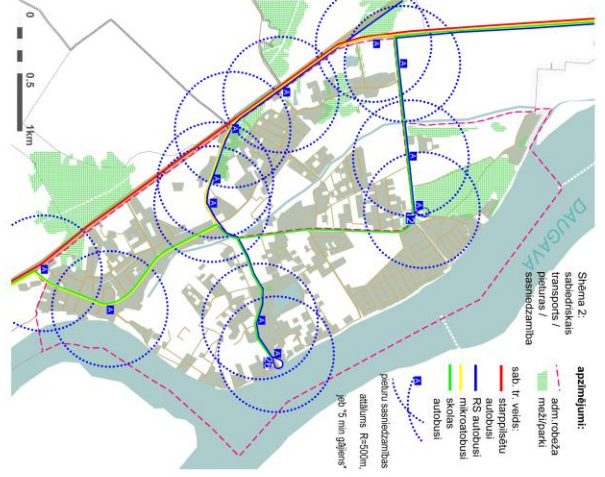 Shēma 2:
sabiedriskais
transports /
pieturas /
sasniedzamība
apzīmējumi:
adm.robeža
meži/parki
sab. tr. veids:
starppilsētu
autobusi
RS autobusi
mikroatobusi
skolas
autobusi
A
pieturu sasniedzamības
attālums R=500m,
jeb "5 min gājiens"
DAUGAVA
0
0.5
1km
A
A
A
A
A
A
A
A
A
A